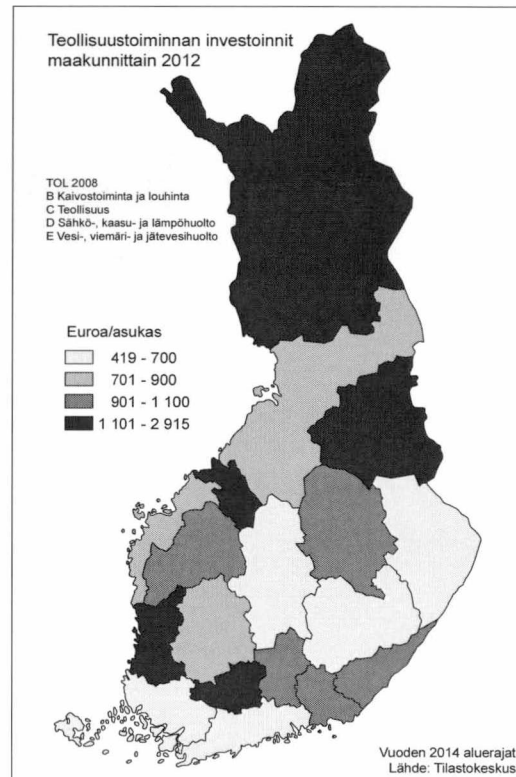 Teollisuustoiminnan investoinnit
maakunnittain 2012
TOL 2008
B Kaivostoiminta ja louhinta
C Teollisuus
D Sähkö-, kaasu- ja lämpöhuolto
E Vesi-, viemäri- ja jätevesihuolto
Euroa/asukas
419 - 700
701 - 900
901 - 1 100
1 101 - 2 915
Vuoden 2014 aluerajat
Lähde: Tilastokeskus